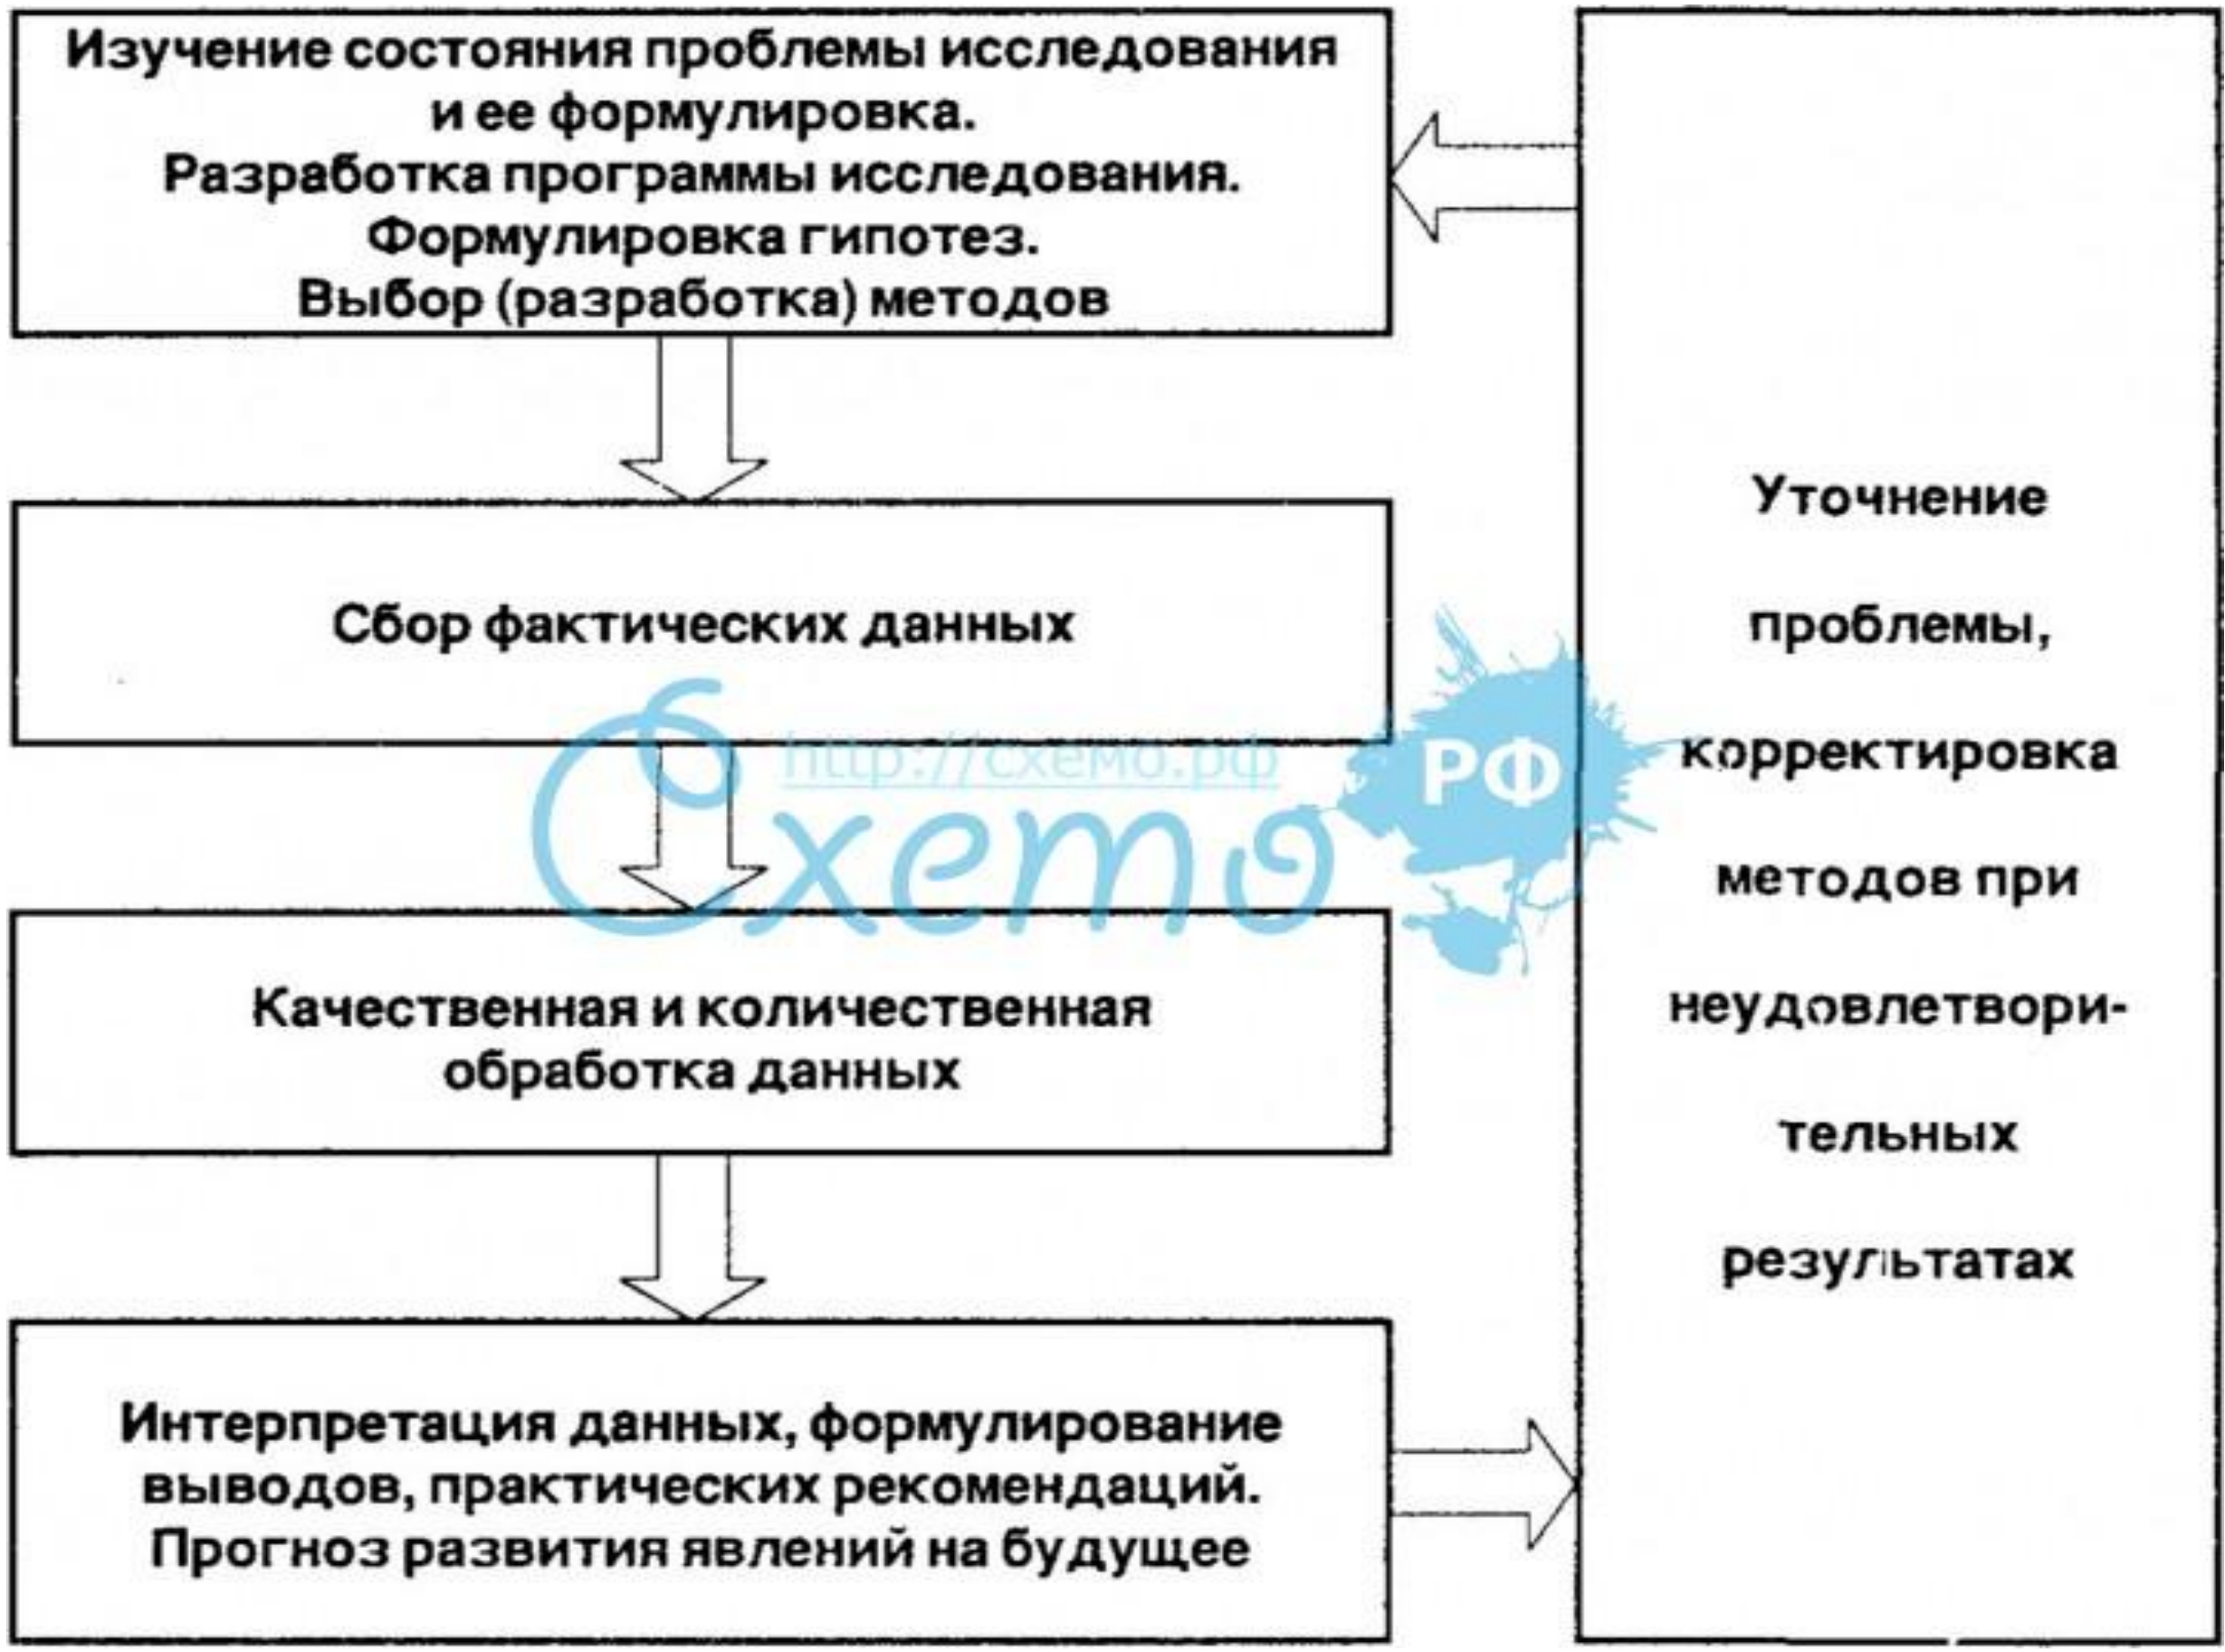 Изучение состояния проблемы исследования
и ее формулировка.
Разработка программы исследования.
Формулировка гипотез.
Выбор (разработка) методов
Сбор фактических данных
http://схемо.рф
Схемо
РФ
Качественная и количественная
обработка данных
Интерпретация данных, формулирование
выводов, практических рекомендаций.
Прогноз развития явлений на будущее
Уточнение
проблемы,
корректировка
методов при
неудовлетвори-
тельных
результатах